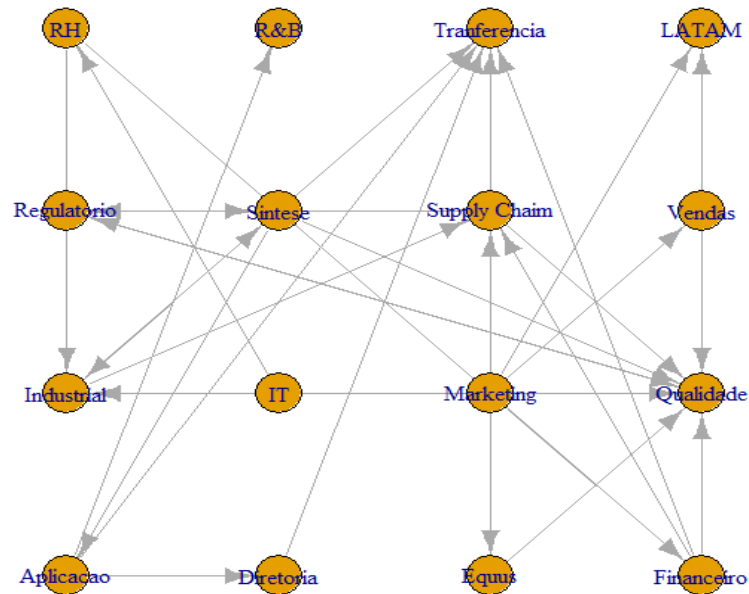 RH
R&B
Tranferencia
LATAM
Regulatorio
Sintese
Supply Chaim
Vendas
Industrial
IT
Marketing
Qualidade
Aplicacao
Diretoria
Equus
Financeiro